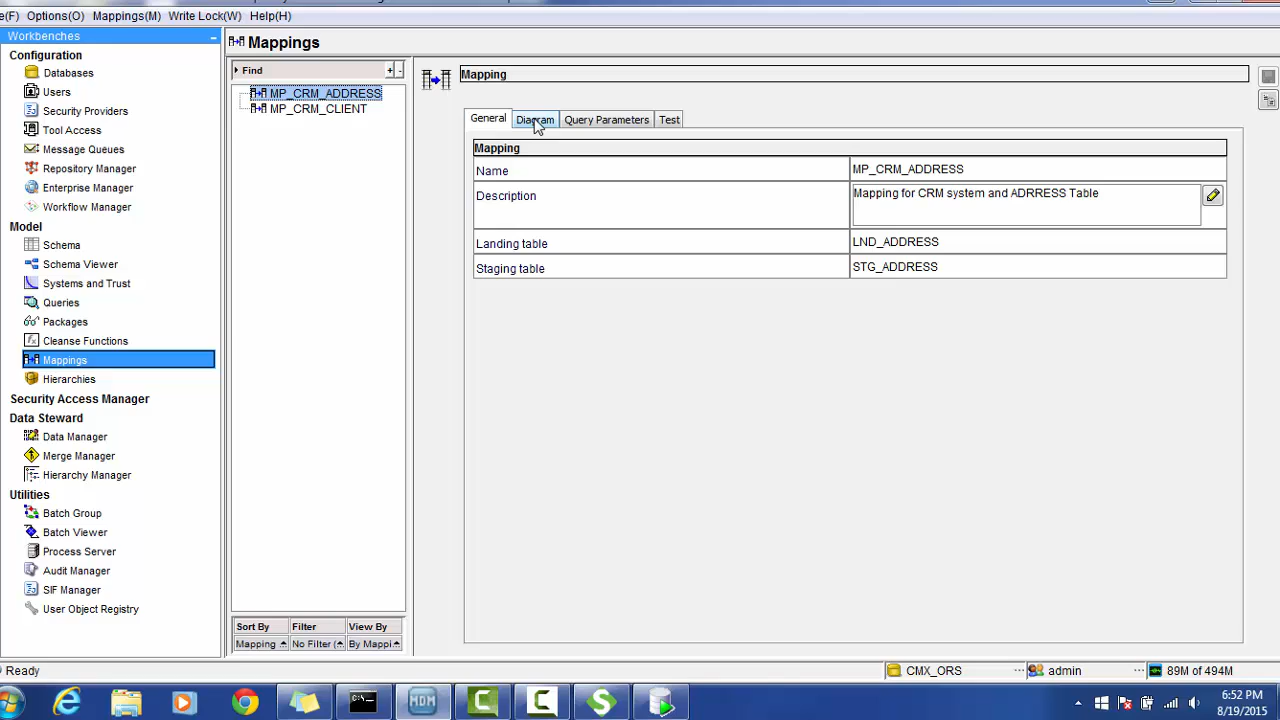 e(F) Options(O) Mappings(M) Write Lock(W) Help(H)
Workbenches
Configuration
Databases
Users
Security Providers
Tool Access
Message Queues
Repository Manager
Enterprise Manager
Workflow Manager
Model
Schema
Schema Viewer
Systems and Trust
Queries
Packages
Cleanse Functions
Mappings
Hierarchies
Security Access Manager
Data Steward
Data Manager
Merge Manager
Hierarchy Manager
Utilities
Batch Group
Batch Viewer
Process Server
Audit Manager
SIF Manager
User Object Registry
Mappings
Find + -
MP_CRM_ADDRESS
MP_CRM_CLIENT
Sort By Filter View By
Mapping No Filter ( By Mappi
Mapping
General Diagram Query Parameters Test
Mapping
Name MP_CRM_ADDRESS
Description Mapping for CRM system and ADRRESS Table
Landing table LND_ADDRESS
Staging table STG_ADDRESS
Ready CMX_ORS admin 89M of 494M
C:\. MDM C C S
6:52 PM
8/19/2015